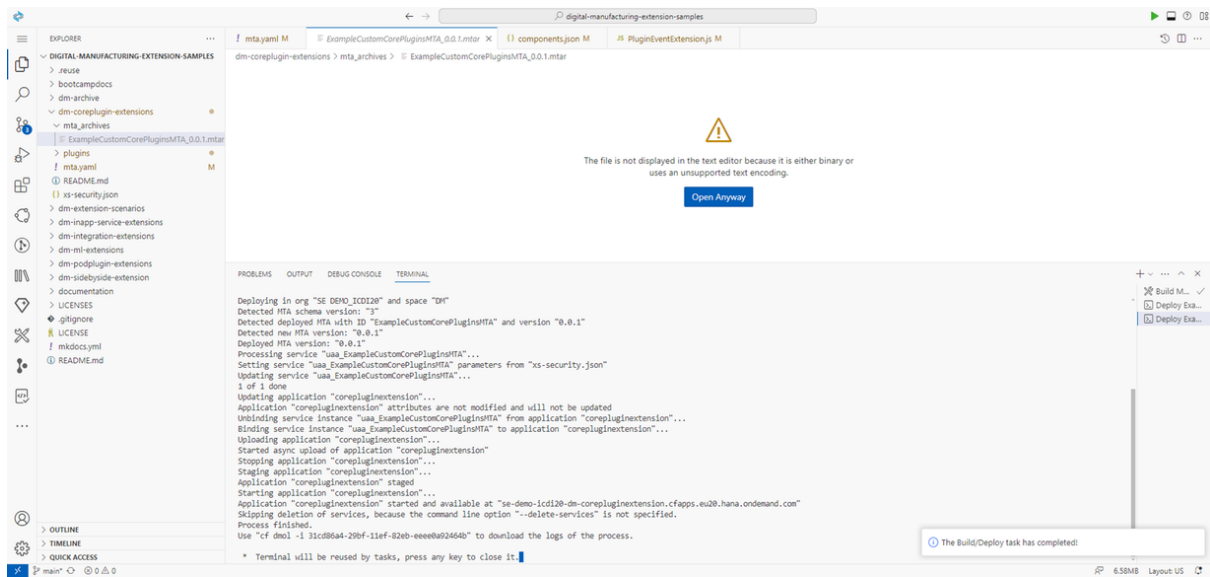 digital-manufacturing-extension-samples
EXPLORER
mta.yaml M
ExampleCustomCorePluginsMTA_0.0.1.mtar
{} components.json M
JS PluginEventExtension.js M
DIGITAL-MANUFACTURING-EXTENSION-SAMPLES
dm-coreplugin-extensions > mta_archives > ExampleCustomCorePluginsMTA_0.0.1.mtar
.reuse
bootcampdocs
dm-archive
dm-coreplugin-extensions
mta_archives
ExampleCustomCorePluginsMTA_0.0.1.mtar
plugins
! mta.yaml M
README.md
{} xs-security.json
dm-extension-scenarios
dm-inapp-service-extensions
dm-integration-extensions
dm-ml-extensions
dm-podplugin-extensions
dm-sidebyside-extension
documentation
LICENSES
.gitignore
LICENSE
! mkdocs.yml
README.md
The file is not displayed in the text editor because it is either binary or
uses an unsupported text encoding.
Open Anyway
PROBLEMS OUTPUT DEBUG CONSOLE TERMINAL
Deploying in org "SE DEMO_ICDI20" and space "DM"
Detected MTA schema version: "3"
Detected deployed MTA with ID "ExampleCustomCorePluginsMTA" and version "0.0.1"
Detected new MTA version: "0.0.1"
Deployed MTA version: "0.0.1"
Processing service "uaa_ExampleCustomCorePluginsMTA"...
Setting service "uaa_ExampleCustomCorePluginsMTA" parameters from "xs-security.json"
Updating service "uaa_ExampleCustomCorePluginsMTA"...
1 of 1 done
Updating application "corepluginextension"...
Application "corepluginextension" attributes are not modified and will not be updated
Unbinding service instance "uaa_ExampleCustomCorePluginsMTA" from application "corepluginextension"...
Binding service instance "uaa_ExampleCustomCorePluginsMTA" to application "corepluginextension"...
Uploading application "corepluginextension"...
Started async upload of application "corepluginextension"
Stopping application "corepluginextension"...
Staging application "corepluginextension"...
Application "corepluginextension" staged
Starting application "corepluginextension"...
Application "corepluginextension" started and available at "se-demo-icdi20-dm-corepluginextension.cfapps.eu20.hana.ondemand.com"
Skipping deletion of services, because the command line option "--delete-services" is not specified.
Process finished.
Use "cf dmol -i 31cd86a4-29bf-11ef-82eb-eeee0a92464b" to download the logs of the process.
* Terminal will be reused by tasks, press any key to close it.
Build M...
Deploy Exa...
Deploy Exa...
The Build/Deploy task has completed!
OUTLINE
TIMELINE
QUICK ACCESS
main*
0 0
6.58MB
Layout: US